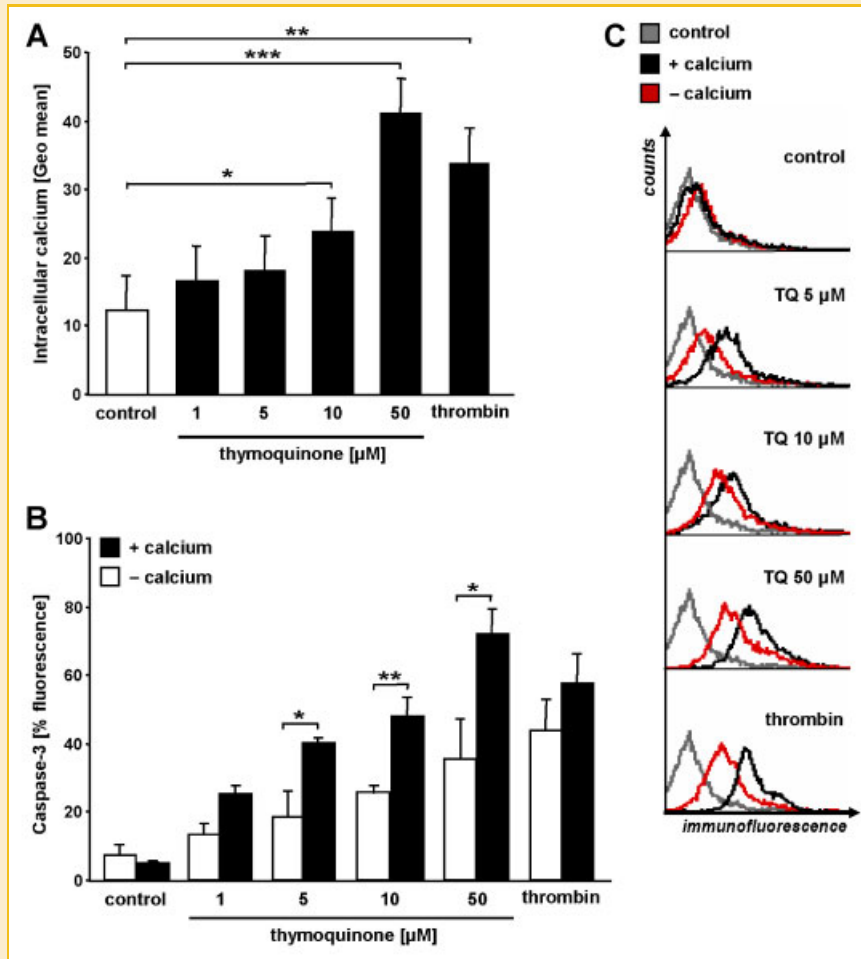 A
**
***
*
50
40
30
20
10
0
Intracellular calcium [Geo mean]
control
1
5
10
50
thrombin
thymoquinone [µM]
B
+ calcium
– calcium
*
**
*
100
80
60
40
20
0
Caspase-3 [% fluorescence]
control
1
5
10
50
thrombin
thymoquinone [µM]
C
control
+ calcium
– calcium
counts
control
TQ 5 µM
TQ 10 µM
TQ 50 µM
thrombin
immunofluorescence